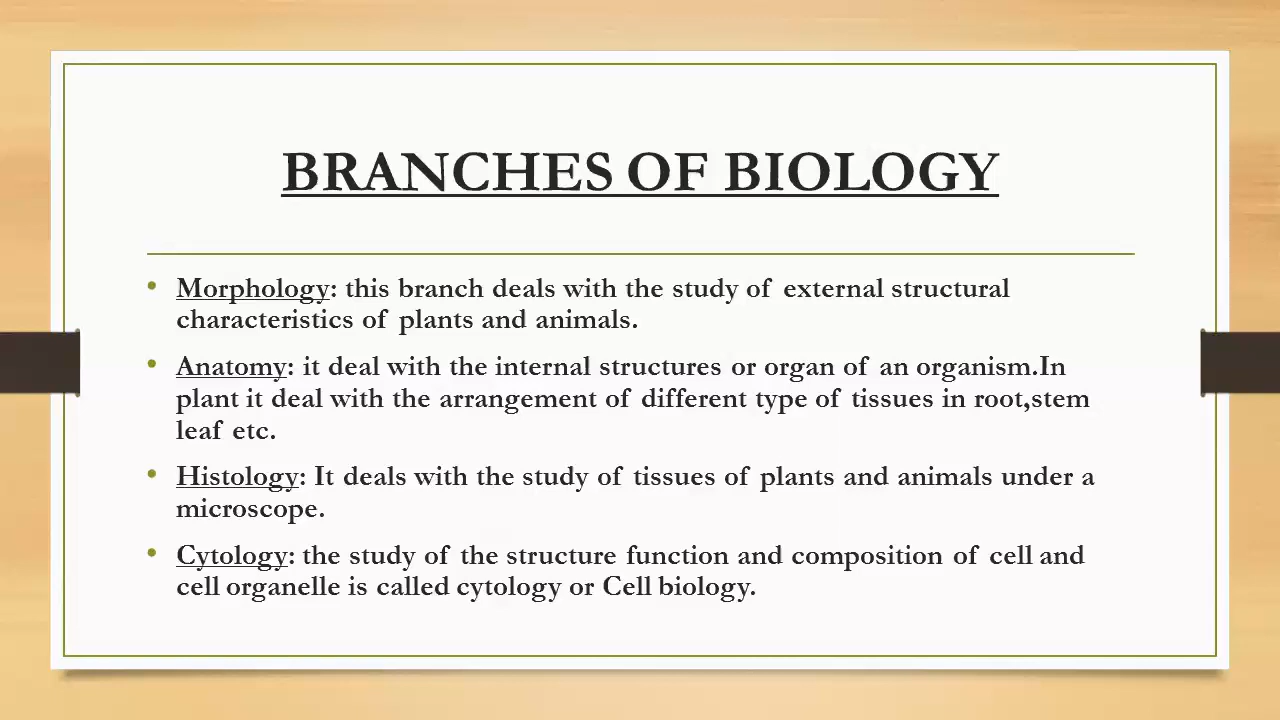 BRANCHES OF BIOLOGY
• Morphology: this branch deals with the study of external structural
characteristics of plants and animals.
• Anatomy: it deal with the internal structures or organ of an organism.In
plant it deal with the arrangement of different type of tissues in root,stem
leaf etc.
• Histology: It deals with the study of tissues of plants and animals under a
microscope.
• Cytology: the study of the structure function and composition of cell and
cell organelle is called cytology or Cell biology.